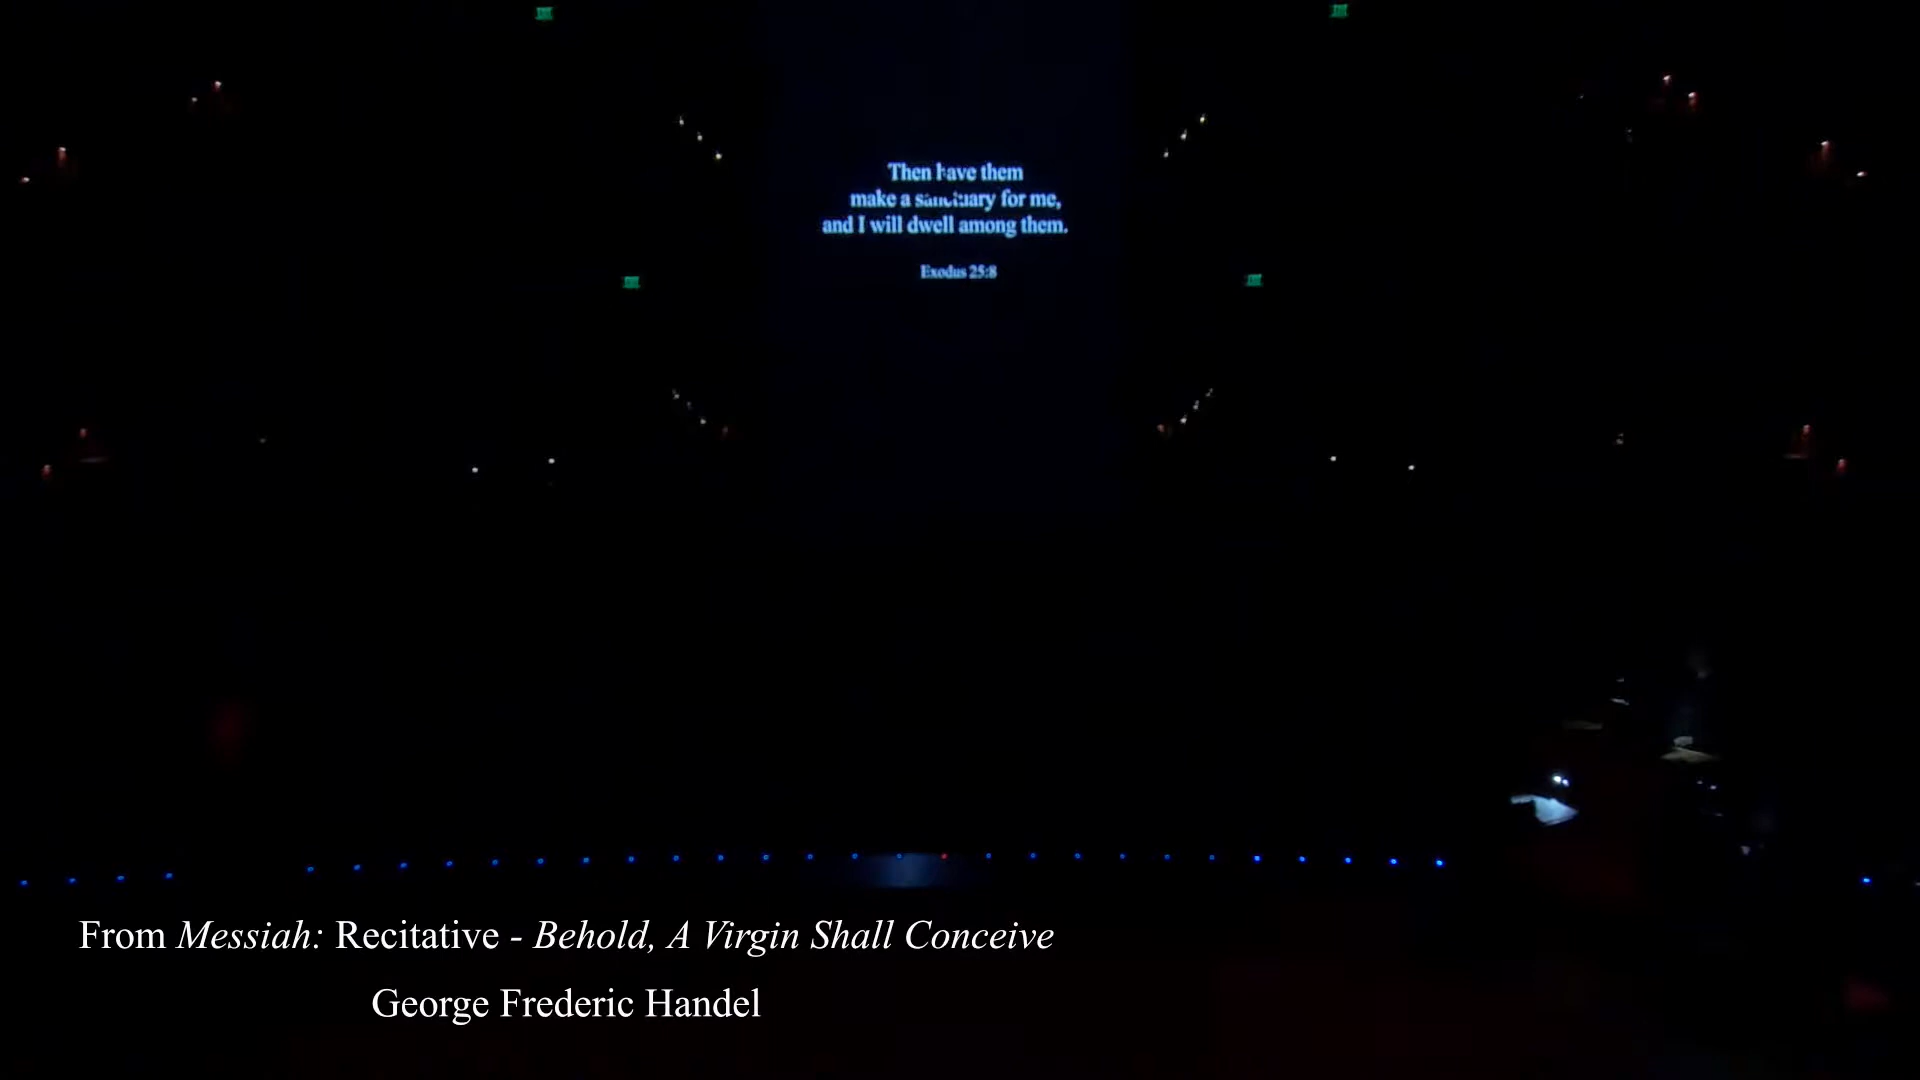 Then have them
make a sanctuary for me,
and I will dwell among them.
Exodus 25:8
From Messiah: Recitative - Behold, A Virgin Shall Conceive
George Frederic Handel